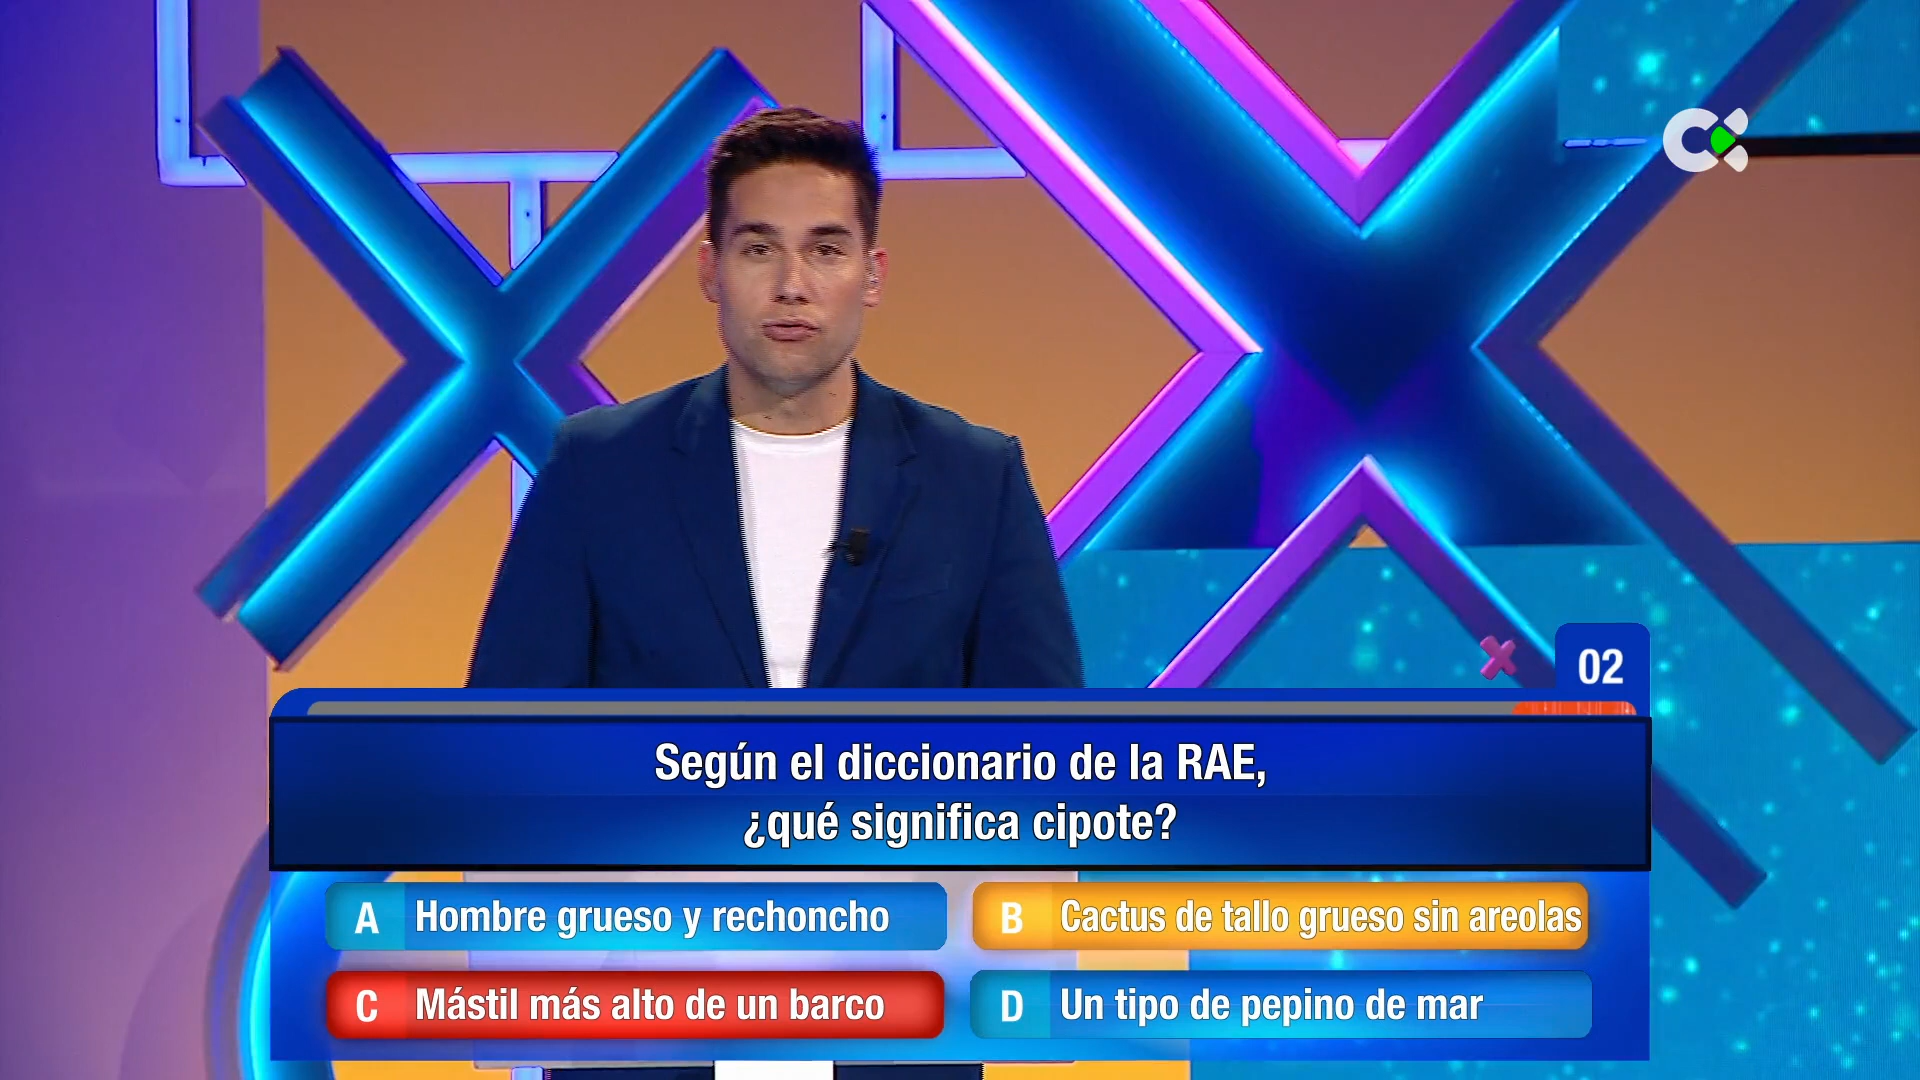 02
Según el diccionario de la RAE,
¿qué significa cipote?
A Hombre grueso y rechoncho
B Cactus de tallo grueso sin areolas
C Mástil más alto de un barco
D Un tipo de pepino de mar